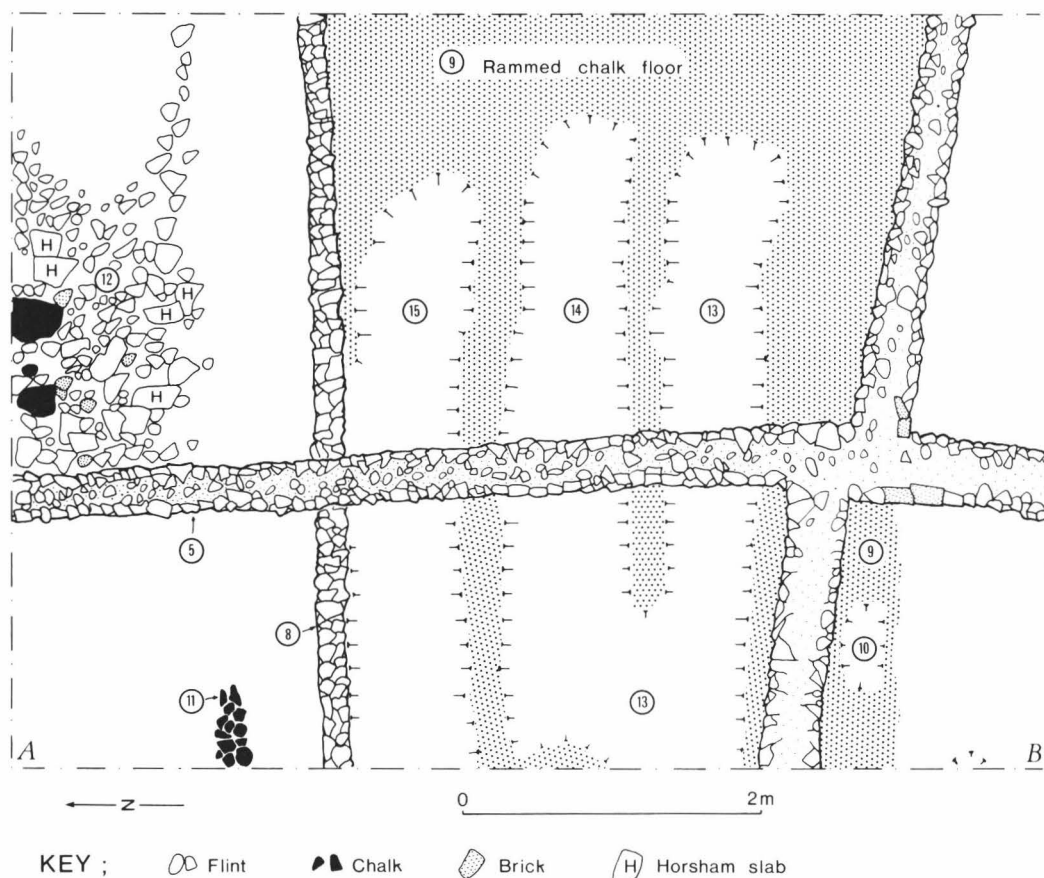 9 Rammed chalk floor
H
H
12
H
H
15
14
13
H
5
9
8
10
11
13
A
B
N
0 2m
KEY ; Flint Chalk Brick H Horsham slab